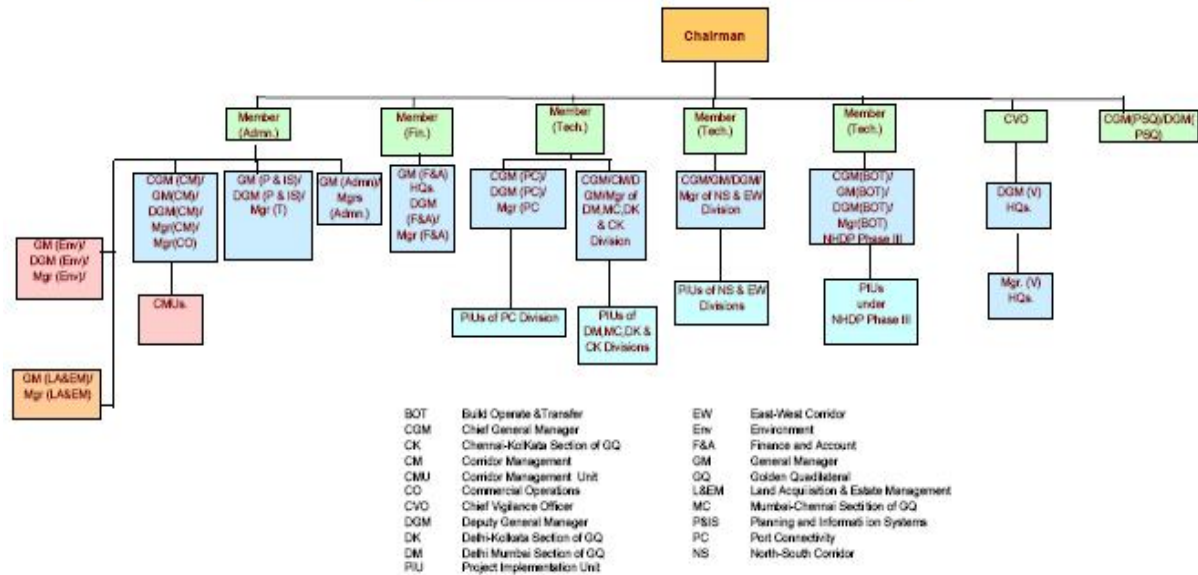 Chairman
Member
(Admn.)
Member
(Fin.)
Member
(Tech.)
Member
(Tech.)
Member
(Tech.)
CVO
CGM(PSQ)/DGM(
PSQ)
CGM (CM)/
GM(CM)/
DGM(CM)/
Mgr(CM)/
Mgr(CO)
GM (P & IS)/
DGM (P & IS)/
Mgr (T)
GM (Admn)/
Mgrs
(Admn.)
GM (F&A)
HQs.
DGM
(F&A)/
Mgr (F&A)
CGM (PC)/
DGM (PC)/
Mgr (PC
CGM/CM/D
GM/Mgr of
DM,MC,DK
& CK
Division
CGM/GM/DGM/
Mgr of NS & EW
Division
CGM(BOT)/
GM(BOT)/
DGM(BOT)/
Mgr(BOT)
NHDP Phase III
DGM (V)
HQs.
GM (Env)/
DGM (Env)/
Mgr (Env)/
CMUs.
PIUs of PC Division
PIUs of
DM,MC,DK &
CK Divisions
PIUs of NS & EW
Divisions
PIUs
under
NHDP Phase III
Mgr. (V)
HQs.
GM (LA&EM)/
Mgr (LA&EM)
BOT Build Operate &Transfer
CGM Chief General Manager
CK Chennai-KolKata Section of GQ
CM Corridor Management
CMU Corridor Management Unit
CO Commercial Operations
CVO Chief Vigilance Officer
DGM Deputy General Manager
DK Delhi-Kolkata Section of GQ
DM Delhi Mumbai Section of GQ
PIU Project Implementation Unit
EW East-West Corridor
Env Environment
F&A Finance and Account
GM General Manager
GQ Golden Quadilateral
L&EM Land Acquiisition & Estate Management
MC Mumbai-Chennai Sectition of GQ
P&IS Planning and Informati ion Systems
PC Port Connectivity
NS North-South Corridor